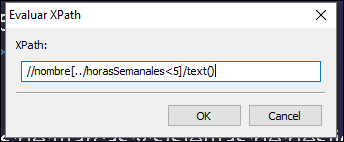 Evaluar XPath
XPath:
//nombre[../horasSemanales<5]/text()
OK
Cancel